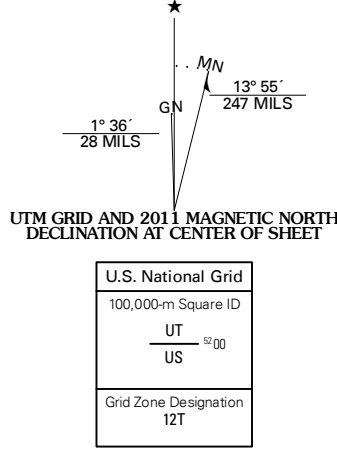 ★
MN
13° 55´
247 MILS
GN
1° 36´
28 MILS
UTM GRID AND 2011 MAGNETIC NORTH
DECLINATION AT CENTER OF SHEET
U.S. National Grid
100,000-m Square ID
UT
5200
US
Grid Zone Designation
12T